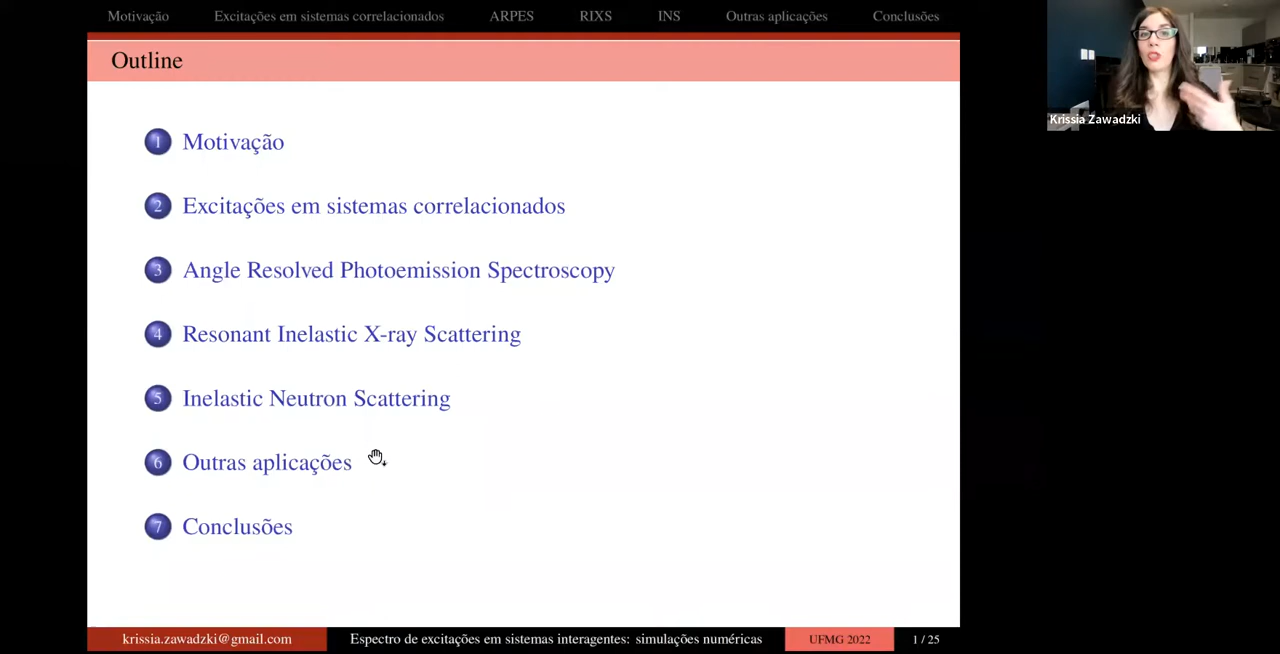 Motivação Excitações em sistemas correlacionados ARPES RIXS INS Outras aplicações Conclusões
Outline
1 Motivação
2 Excitações em sistemas correlacionados
3 Angle Resolved Photoemission Spectroscopy
4 Resonant Inelastic X-ray Scattering
5 Inelastic Neutron Scattering
6 Outras aplicações
7 Conclusões
krissia.zawadzki@gmail.com Espectro de excitações em sistemas interagentes: simulações numéricas UFMG 2022 1 / 25
Krissia Zawadzki